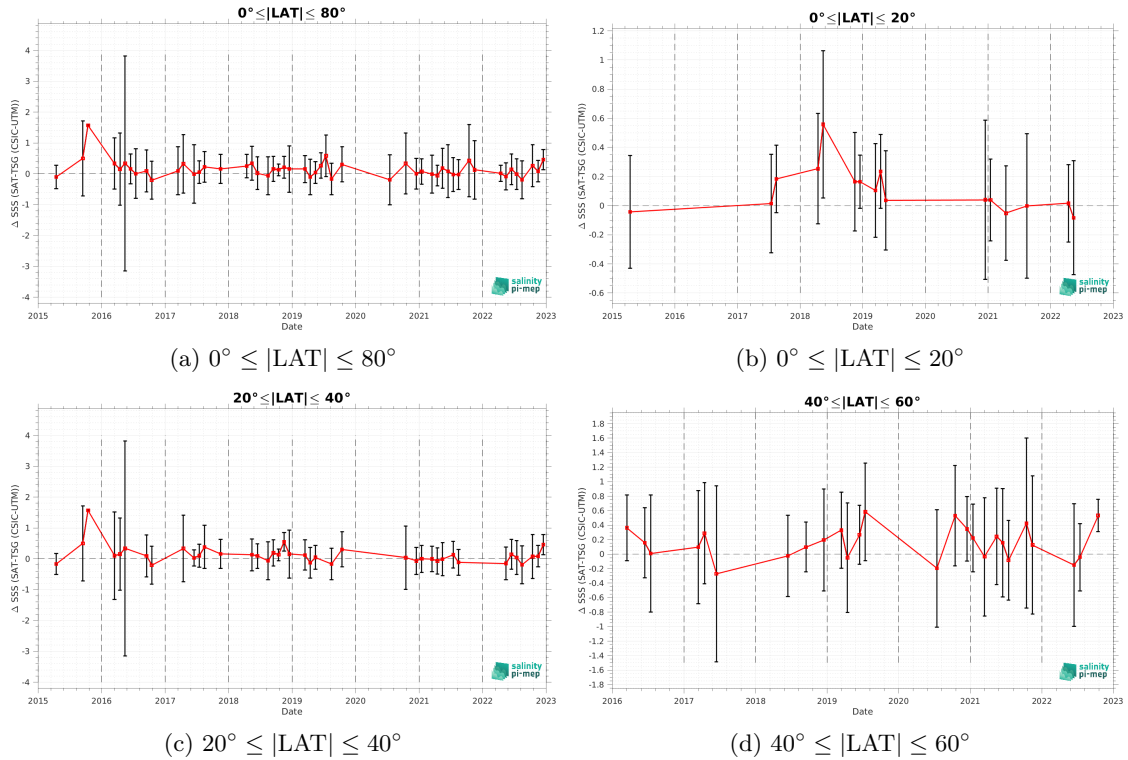 0°≤|LAT|≤ 80°
Δ SSS (SAT-TSG (CSIC-UTM))
4
3
2
1
0
-1
-2
-3
-4
2015 2016 2017 2018 2019 2020 2021 2022 2023
Date
salinity
pi-mep
(a) 0° ≤ |LAT| ≤ 80°
0°≤|LAT|≤ 20°
Δ SSS (SAT-TSG (CSIC-UTM))
1.2
1
0.8
0.6
0.4
0.2
0
-0.2
-0.4
-0.6
2015 2016 2017 2018 2019 2020 2021 2022 2023
Date
salinity
pi-mep
(b) 0° ≤ |LAT| ≤ 20°
20°≤|LAT|≤ 40°
Δ SSS (SAT-TSG (CSIC-UTM))
4
3
2
1
0
-1
-2
-3
-4
2015 2016 2017 2018 2019 2020 2021 2022 2023
Date
salinity
pi-mep
(c) 20° ≤ |LAT| ≤ 40°
40°≤|LAT|≤ 60°
Δ SSS (SAT-TSG (CSIC-UTM))
1.8
1.6
1.4
1.2
1
0.8
0.6
0.4
0.2
0
-0.2
-0.4
-0.6
-0.8
-1
-1.2
-1.4
-1.6
-1.8
2016 2017 2018 2019 2020 2021 2022 2023
Date
salinity
pi-mep
(d) 40° ≤ |LAT| ≤ 60°